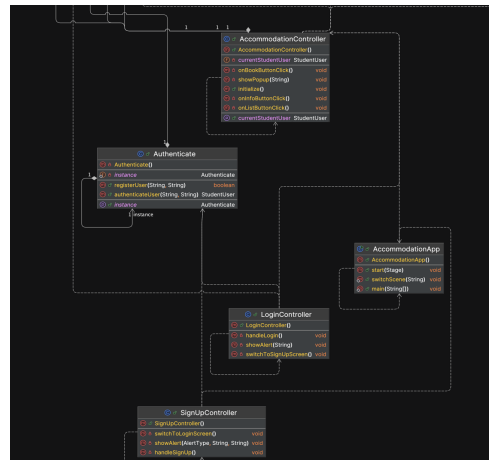 1
1 1
AccommodationController
AccommodationController()
currentStudentUser StudentUser
onBookButtonClick() void
showPopup(String) void
initialize() void
onInfoButtonClick() void
onListButtonClick() void
currentStudentUser StudentUser
1
Authenticate
Authenticate()
instance Authenticate
registerUser(String, String) boolean
authenticateUser(String, String) StudentUser
instance Authenticate
1
1 instance
AccommodationApp
AccommodationApp()
start(Stage) void
switchScene(String) void
main(String[]) void
LoginController
LoginController()
handleLogin() void
showAlert(String) void
switchToSignUpScreen() void
SignUpController
SignUpController()
switchToLoginScreen() void
showAlert(AlertType, String, String) void
handleSignUp() void